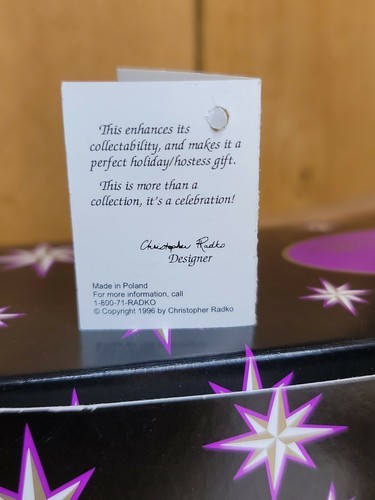 This enhances its
collectability, and makes it a
perfect holiday/hostess gift.
This is more than a
collection, it's a celebration!
Christopher Radko
Designer
Made in Poland
For more information, call
1-800-71-RADKO
© Copyright 1996 by Christopher Radko